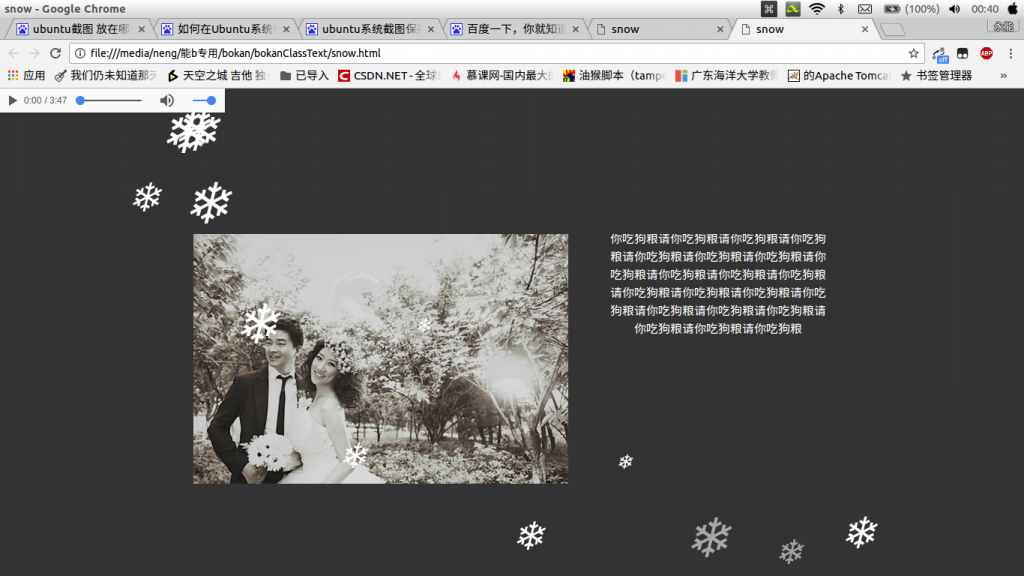 snow - Google Chrome
(100%) 00:40
ubuntu截图 放在哪
如何在Ubuntu系统
ubuntu系统截图保
百度一下，你就知道
snow
snow
永能
file:///media/neng/能b专用/bokan/bokanClassText/snow.html
off
ABP
应用
我们仍未知道那天
天空之城 吉他 独
已导入
CSDN.NET - 全球
慕课网-国内最大
油猴脚本（tampe
广东海洋大学教师
的Apache Tomca
书签管理器
»
0:00 / 3:47
你吃狗粮请你吃狗粮请你吃狗粮请你吃狗
粮请你吃狗粮请你吃狗粮请你吃狗粮请你
吃狗粮请你吃狗粮请你吃狗粮请你吃狗粮
请你吃狗粮请你吃狗粮请你吃狗粮请你吃
狗粮请你吃狗粮请你吃狗粮请你吃狗粮请
你吃狗粮请你吃狗粮请你吃狗粮